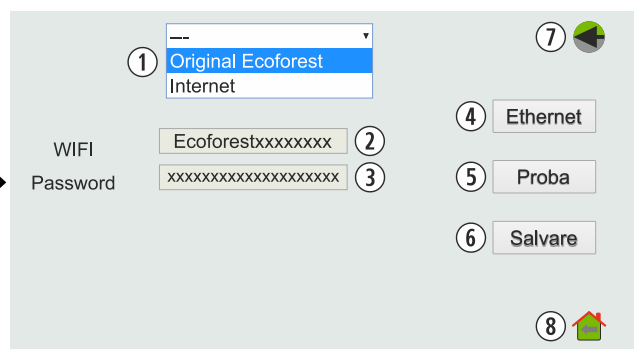 ---
7
1
Original Ecoforest
Internet
4 Ethernet
WIFI Ecoforestxxxxxxxx 2
Password xxxxxxxxxxxxxxxxxxxx 3
5 Proba
6 Salvare
8